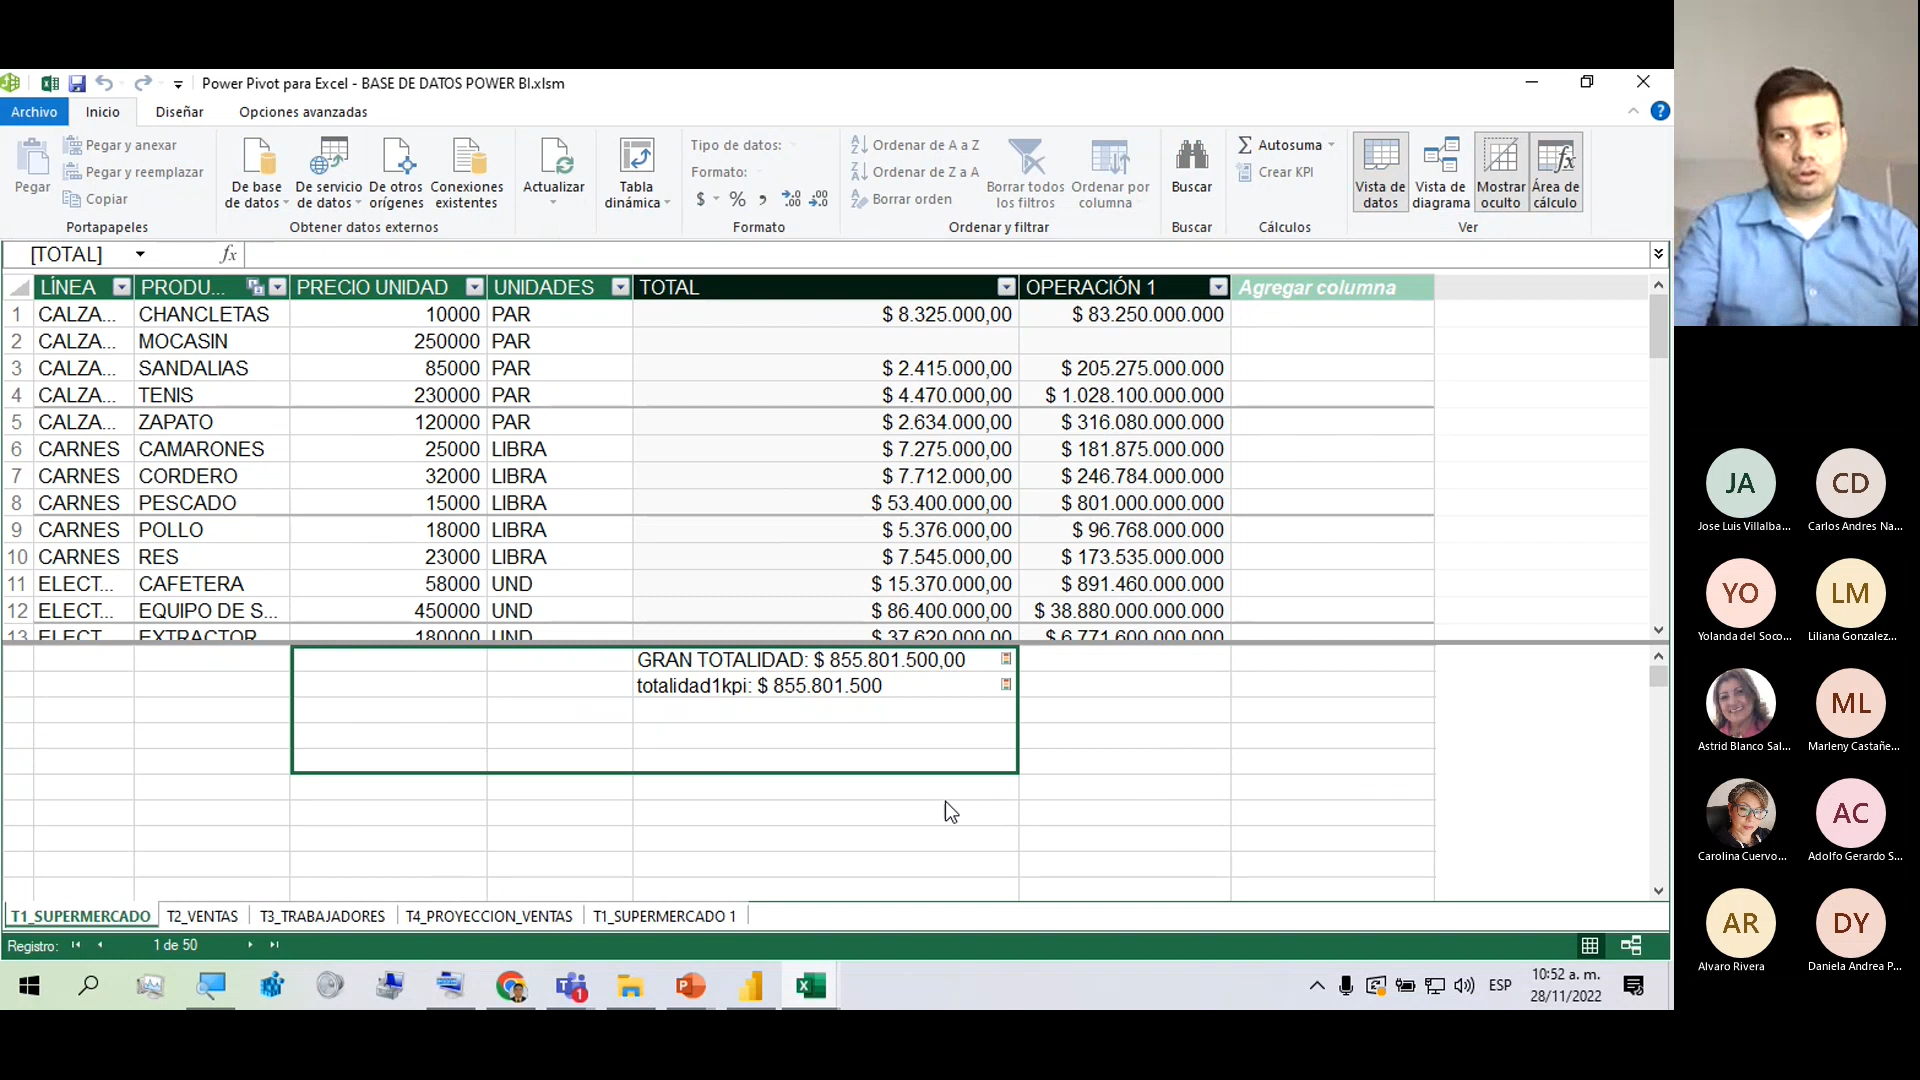 Power Pivot para Excel - BASE DE DATOS POWER BI.xlsm
Archivo Inicio Diseñar Opciones avanzadas
Pegar
Pegar y anexar
Pegar y reemplazar
Copiar
Portapapeles
De base de datos
De servicio de datos
De otros orígenes
Conexiones existentes
Obtener datos externos
Actualizar
Tabla dinámica
Tipo de datos:
Formato:
$ % ,
Formato
Ordenar de A a Z
Ordenar de Z a A
Borrar orden
Borrar todos los filtros
Ordenar por columna
Ordenar y filtrar
Buscar
Buscar
Autosuma
Crear KPI
Cálculos
Vista de datos
Vista de diagrama
Mostrar oculto
Área de cálculo
Ver
[TOTAL] fx
LÍNEA PRODU... PRECIO UNIDAD UNIDADES TOTAL OPERACIÓN 1 Agregar columna
1 CALZA... CHANCLETAS 10000 PAR $ 8.325.000,00 $ 83.250.000.000
2 CALZA... MOCASIN 250000 PAR
3 CALZA... SANDALIAS 85000 PAR $ 2.415.000,00 $ 205.275.000.000
4 CALZA... TENIS 230000 PAR $ 4.470.000,00 $ 1.028.100.000.000
5 CALZA... ZAPATO 120000 PAR $ 2.634.000,00 $ 316.080.000.000
6 CARNES CAMARONES 25000 LIBRA $ 7.275.000,00 $ 181.875.000.000
7 CARNES CORDERO 32000 LIBRA $ 7.712.000,00 $ 246.784.000.000
8 CARNES PESCADO 15000 LIBRA $ 53.400.000,00 $ 801.000.000.000
9 CARNES POLLO 18000 LIBRA $ 5.376.000,00 $ 96.768.000.000
10 CARNES RES 23000 LIBRA $ 7.545.000,00 $ 173.535.000.000
11 ELECT... CAFETERA 58000 UND $ 15.370.000,00 $ 891.460.000.000
12 ELECT... EQUIPO DE S... 450000 UND $ 86.400.000,00 $ 38.880.000.000.000
13 ELECT... EXTRACTOR 180000 UND $ 37.620.000,00 $ 6.771.600.000.000
GRAN TOTALIDAD: $ 855.801.500,00
totalidad1kpi: $ 855.801.500
T1_SUPERMERCADO T2_VENTAS T3_TRABAJADORES T4_PROYECCION_VENTAS T1_SUPERMERCADO 1
Registro: 1 de 50
ESP
10:52 a. m.
28/11/2022
JA CD
Jose Luis Villalba... Carlos Andres Na...
YO LM
Yolanda del Soco... Liliana Gonzalez...
ML
Astrid Blanco Sal... Marleny Castañe...
AC
Carolina Cuervo... Adolfo Gerardo S...
AR DY
Alvaro Rivera Daniela Andrea P...